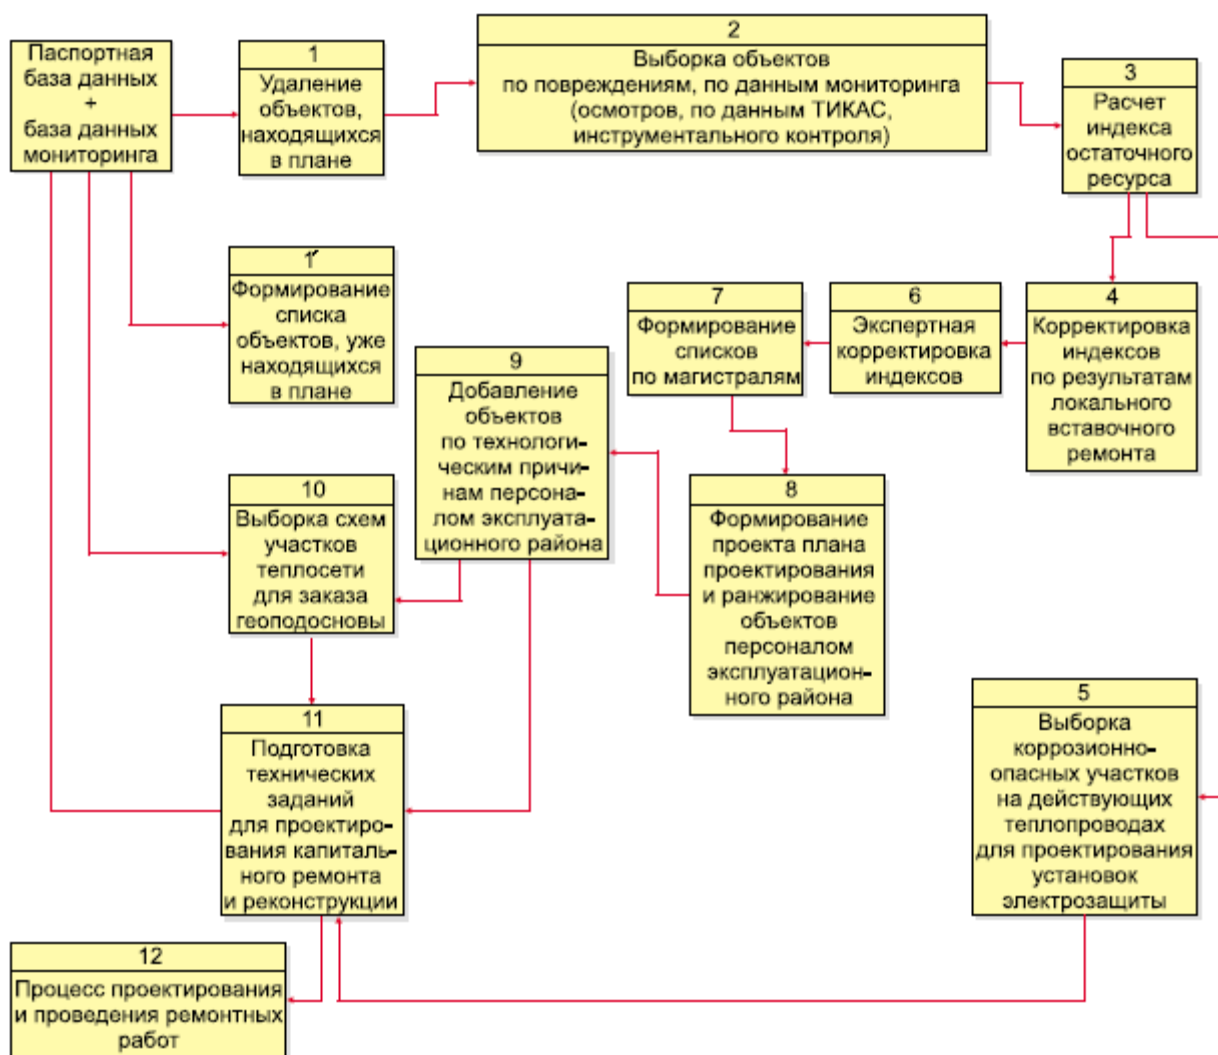 Паспортная
база данных
+
база данных
мониторинга
1
Удаление
объектов,
находящихся
в плане
2
Выборка объектов
по повреждениям, по данным мониторинга
(осмотров, по данным ТИКАС,
инструментального контроля)
3
Расчет
индекса
остаточного
ресурса
1′
Формирование
списка
объектов, уже
находящихся
в плане
4
Корректировка
индексов
по результатам
локального
вставочного
ремонта
6
Экспертная
корректировка
индексов
7
Формирование
списков
по магистралям
9
Добавление
объектов
по технологи-
ческим причи-
нам персона-
лом эксплуата-
ционного района
8
Формирование
проекта плана
проектирования
и ранжирование
объектов
персоналом
эксплуатацион-
ного района
10
Выборка схем
участков
теплосети
для заказа
геоподосновы
11
Подготовка
технических
заданий
для проектиро-
вания капиталь-
ного ремонта
и реконструкции
5
Выборка
коррозионно-
опасных участков
на действующих
теплопроводах
для проектирования
установок
электрозащиты
12
Процесс проектирования
и проведения ремонтных
работ